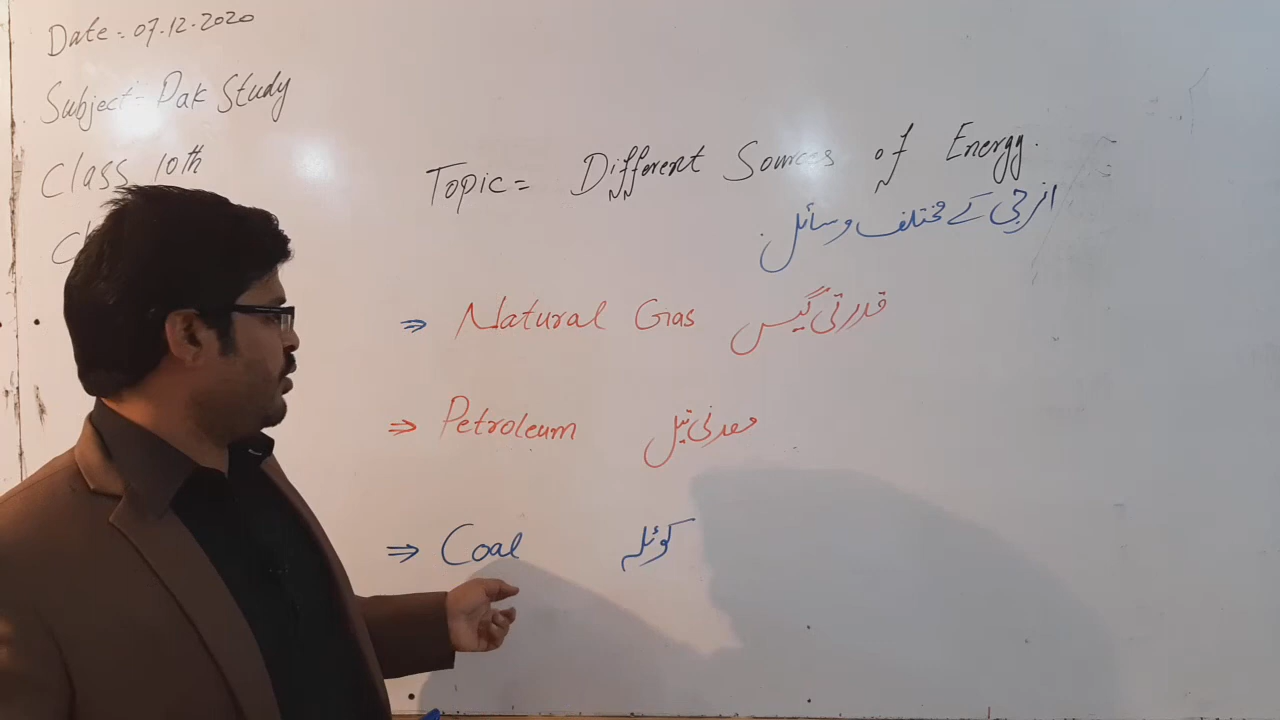 Date = 07.12.2020
Subject = Pak Study
Class 10th
Topic = Different Sources of Energy.
انرجی کے مختلف وسائل.
⇒ Natural Gas قدرتی گیس
⇒ Petroleum معدنی تیل
⇒ Coal کوئلہ